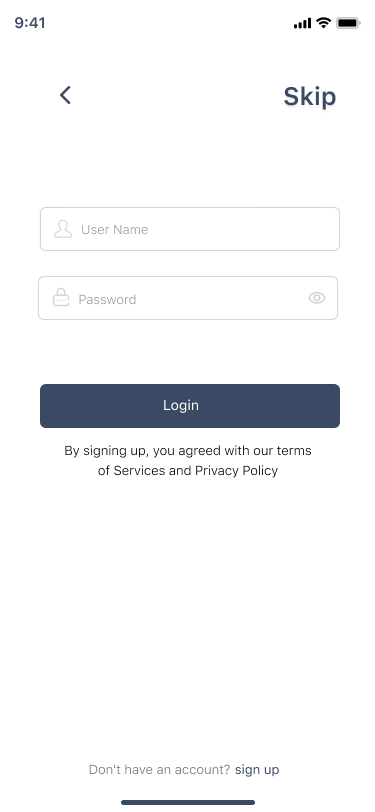 9:41
Skip
User Name
Password
Login
By signing up, you agreed with our terms
of Services and Privacy Policy
Don't have an account? sign up